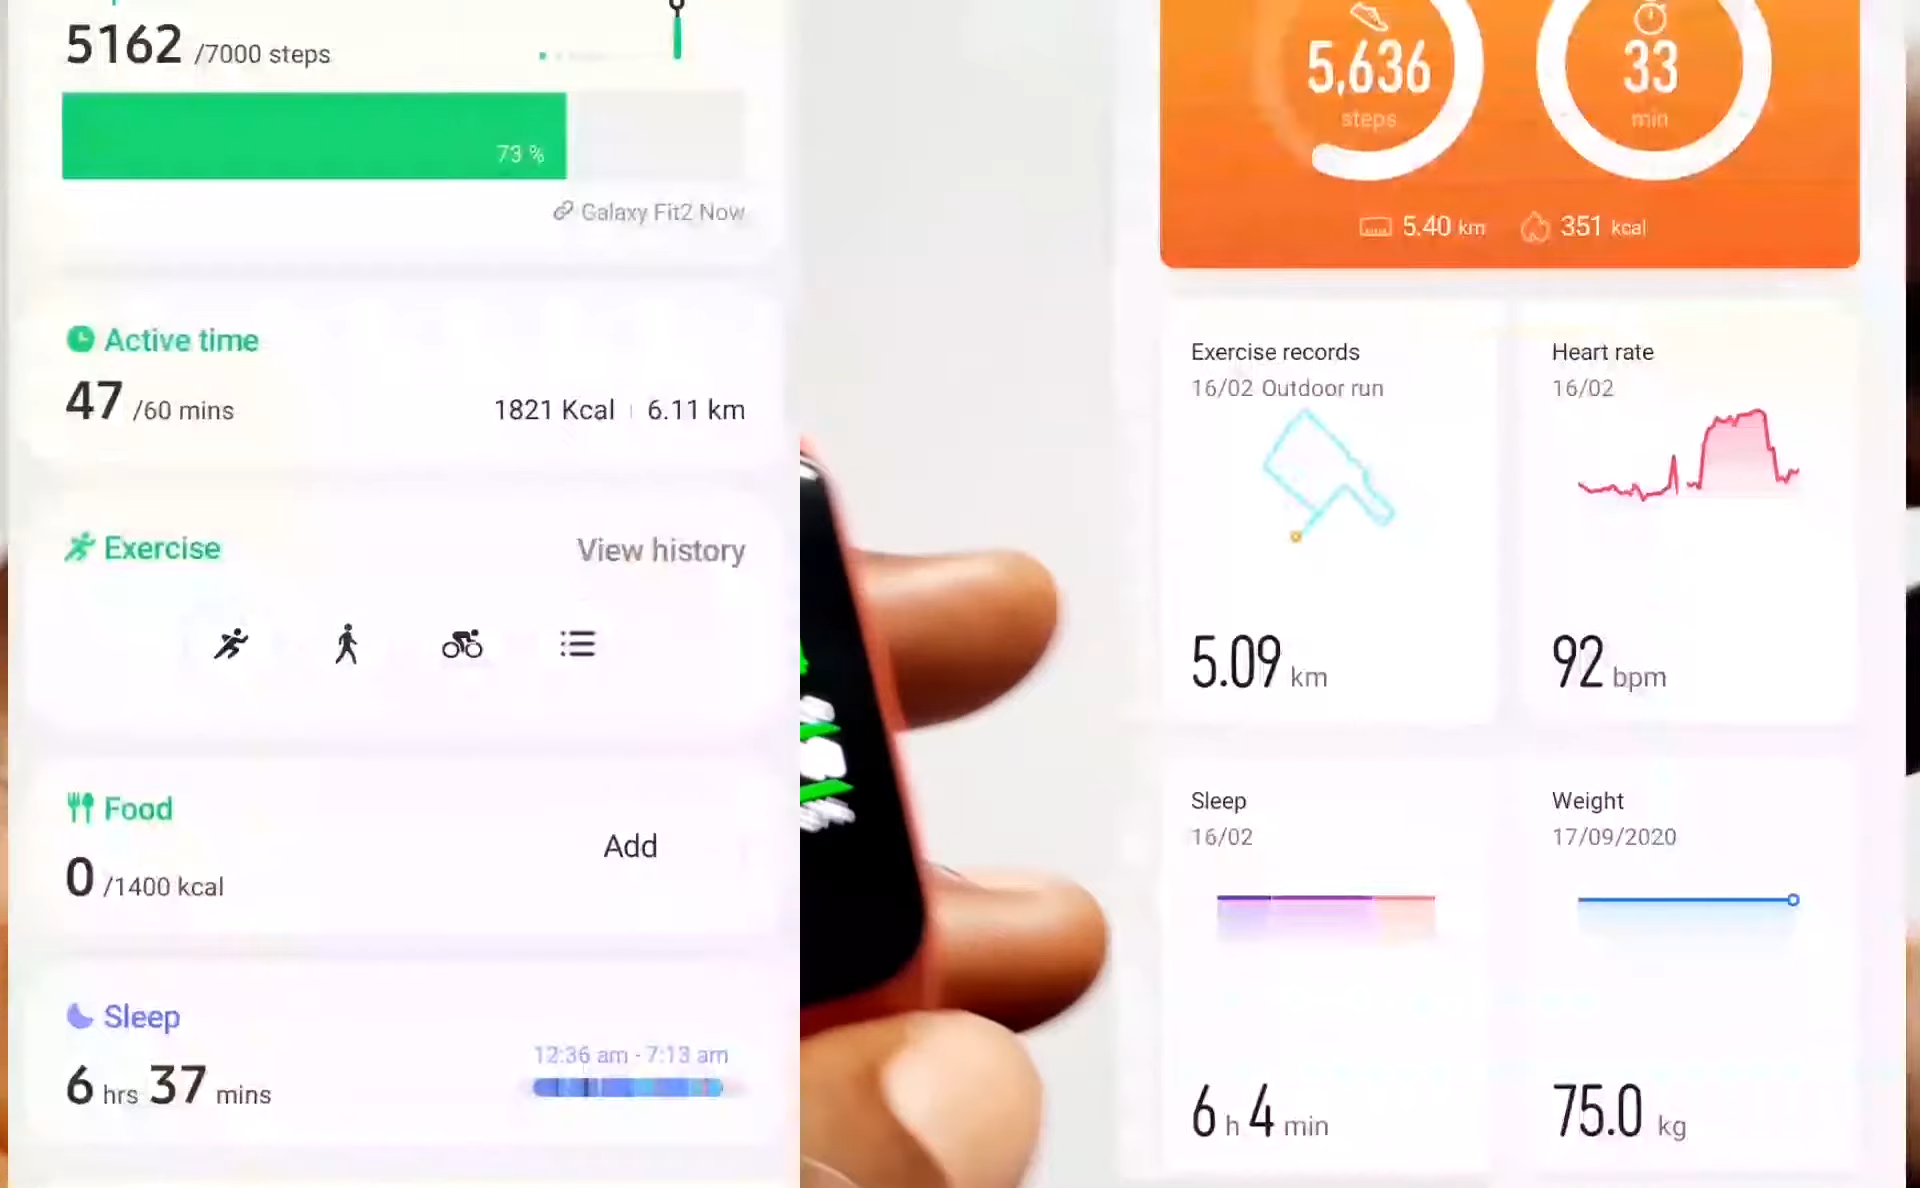 5162 /7000 steps
73 %
Galaxy Fit2 Now
Active time
47 /60 mins
1821 Kcal | 6.11 km
Exercise
View history
Food
0 /1400 kcal
Add
Sleep
12:36 am - 7:13 am
6 hrs 37 mins
5,636
steps
33
min
5.40 km
351 kcal
Exercise records
16/02 Outdoor run
5.09 km
Heart rate
16/02
92 bpm
Sleep
16/02
6 h 4 min
Weight
17/09/2020
75.0 kg